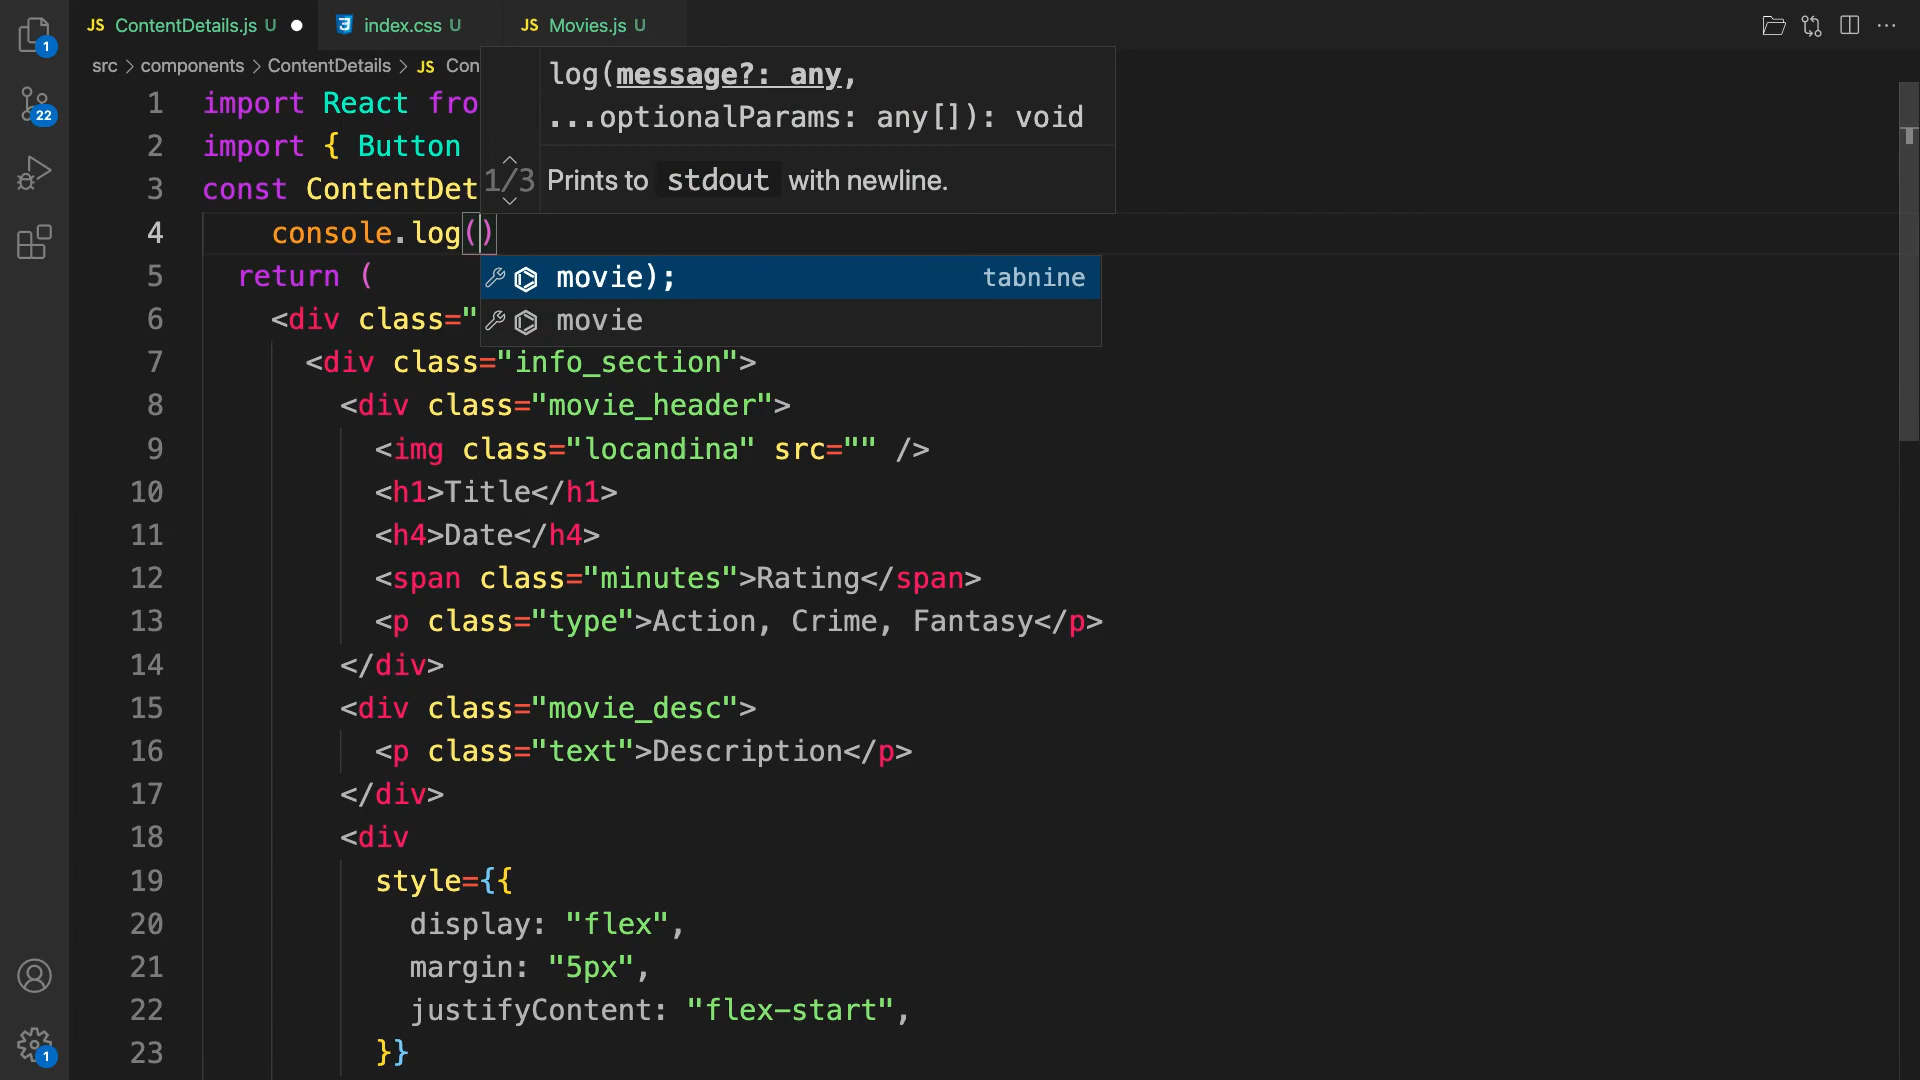 JS ContentDetails.js U ● index.css U JS Movies.js U
src > components > ContentDetails > JS Con
log(message?: any,
...optionalParams: any[]): void
1/3 Prints to stdout with newline.
1 import React fro
2 import { Button
3 const ContentDet
4 console.log()
movie); tabnine
movie
5 return (
6 <div class="
7 <div class="info_section">
8 <div class="movie_header">
9 <img class="locandina" src="" />
10 <h1>Title</h1>
11 <h4>Date</h4>
12 <span class="minutes">Rating</span>
13 <p class="type">Action, Crime, Fantasy</p>
14 </div>
15 <div class="movie_desc">
16 <p class="text">Description</p>
17 </div>
18 <div
19 style={{
20 display: "flex",
21 margin: "5px",
22 justifyContent: "flex-start",
23 }}
1
22
1